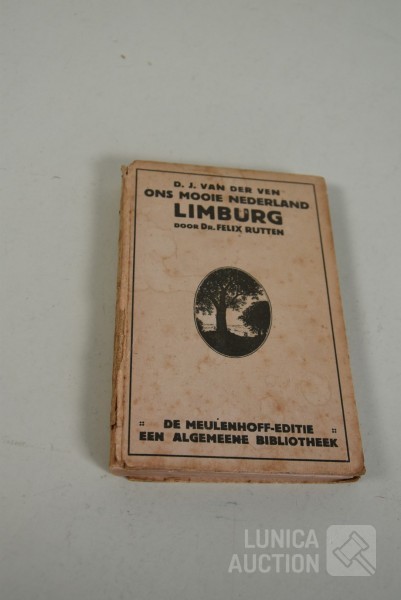 D. J. VAN DER VEN
ONS MOOIE NEDERLAND
LIMBURG
DOOR DR. FELIX RUTTEN
:: DE MEULENHOFF-EDITIE ::
EEN ALGEMEENE BIBLIOTHEEK
LUNICA
AUCTION